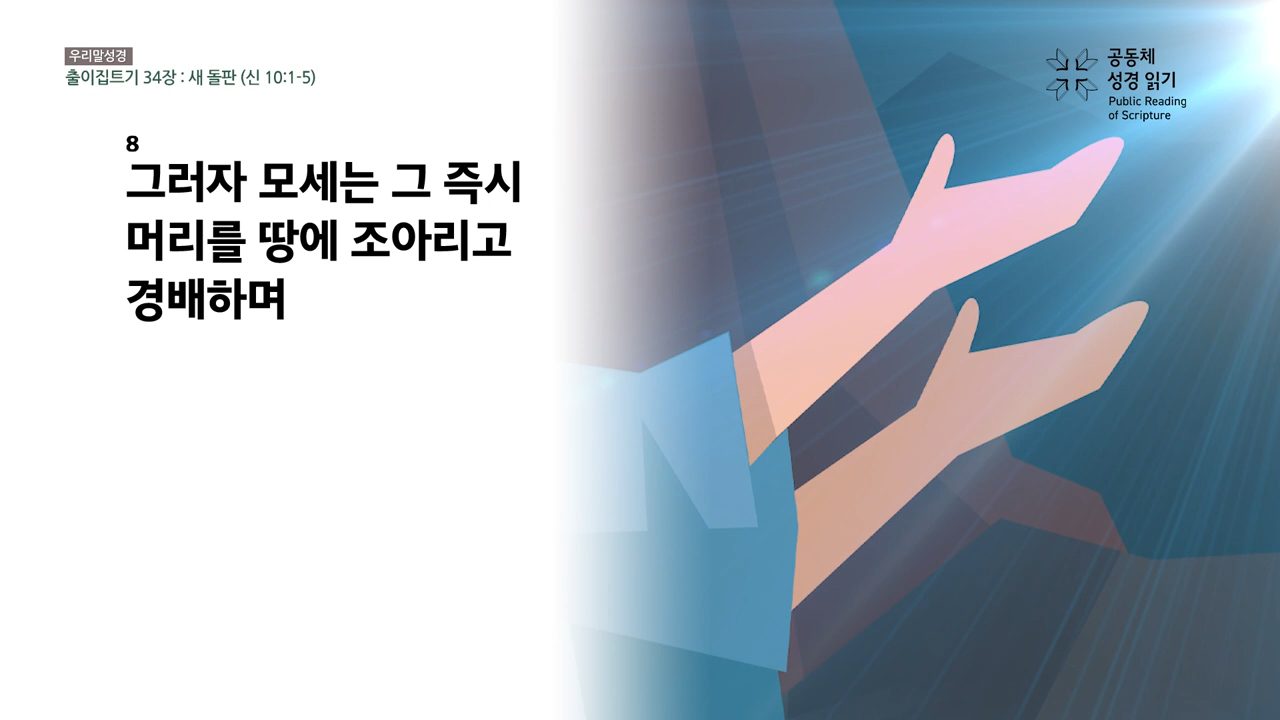 우리말성경
출이집트기 34장 : 새 돌판 (신 10:1-5)
8
그러자 모세는 그 즉시
머리를 땅에 조아리고
경배하며
공동체
성경 읽기
Public Reading
of Scripture